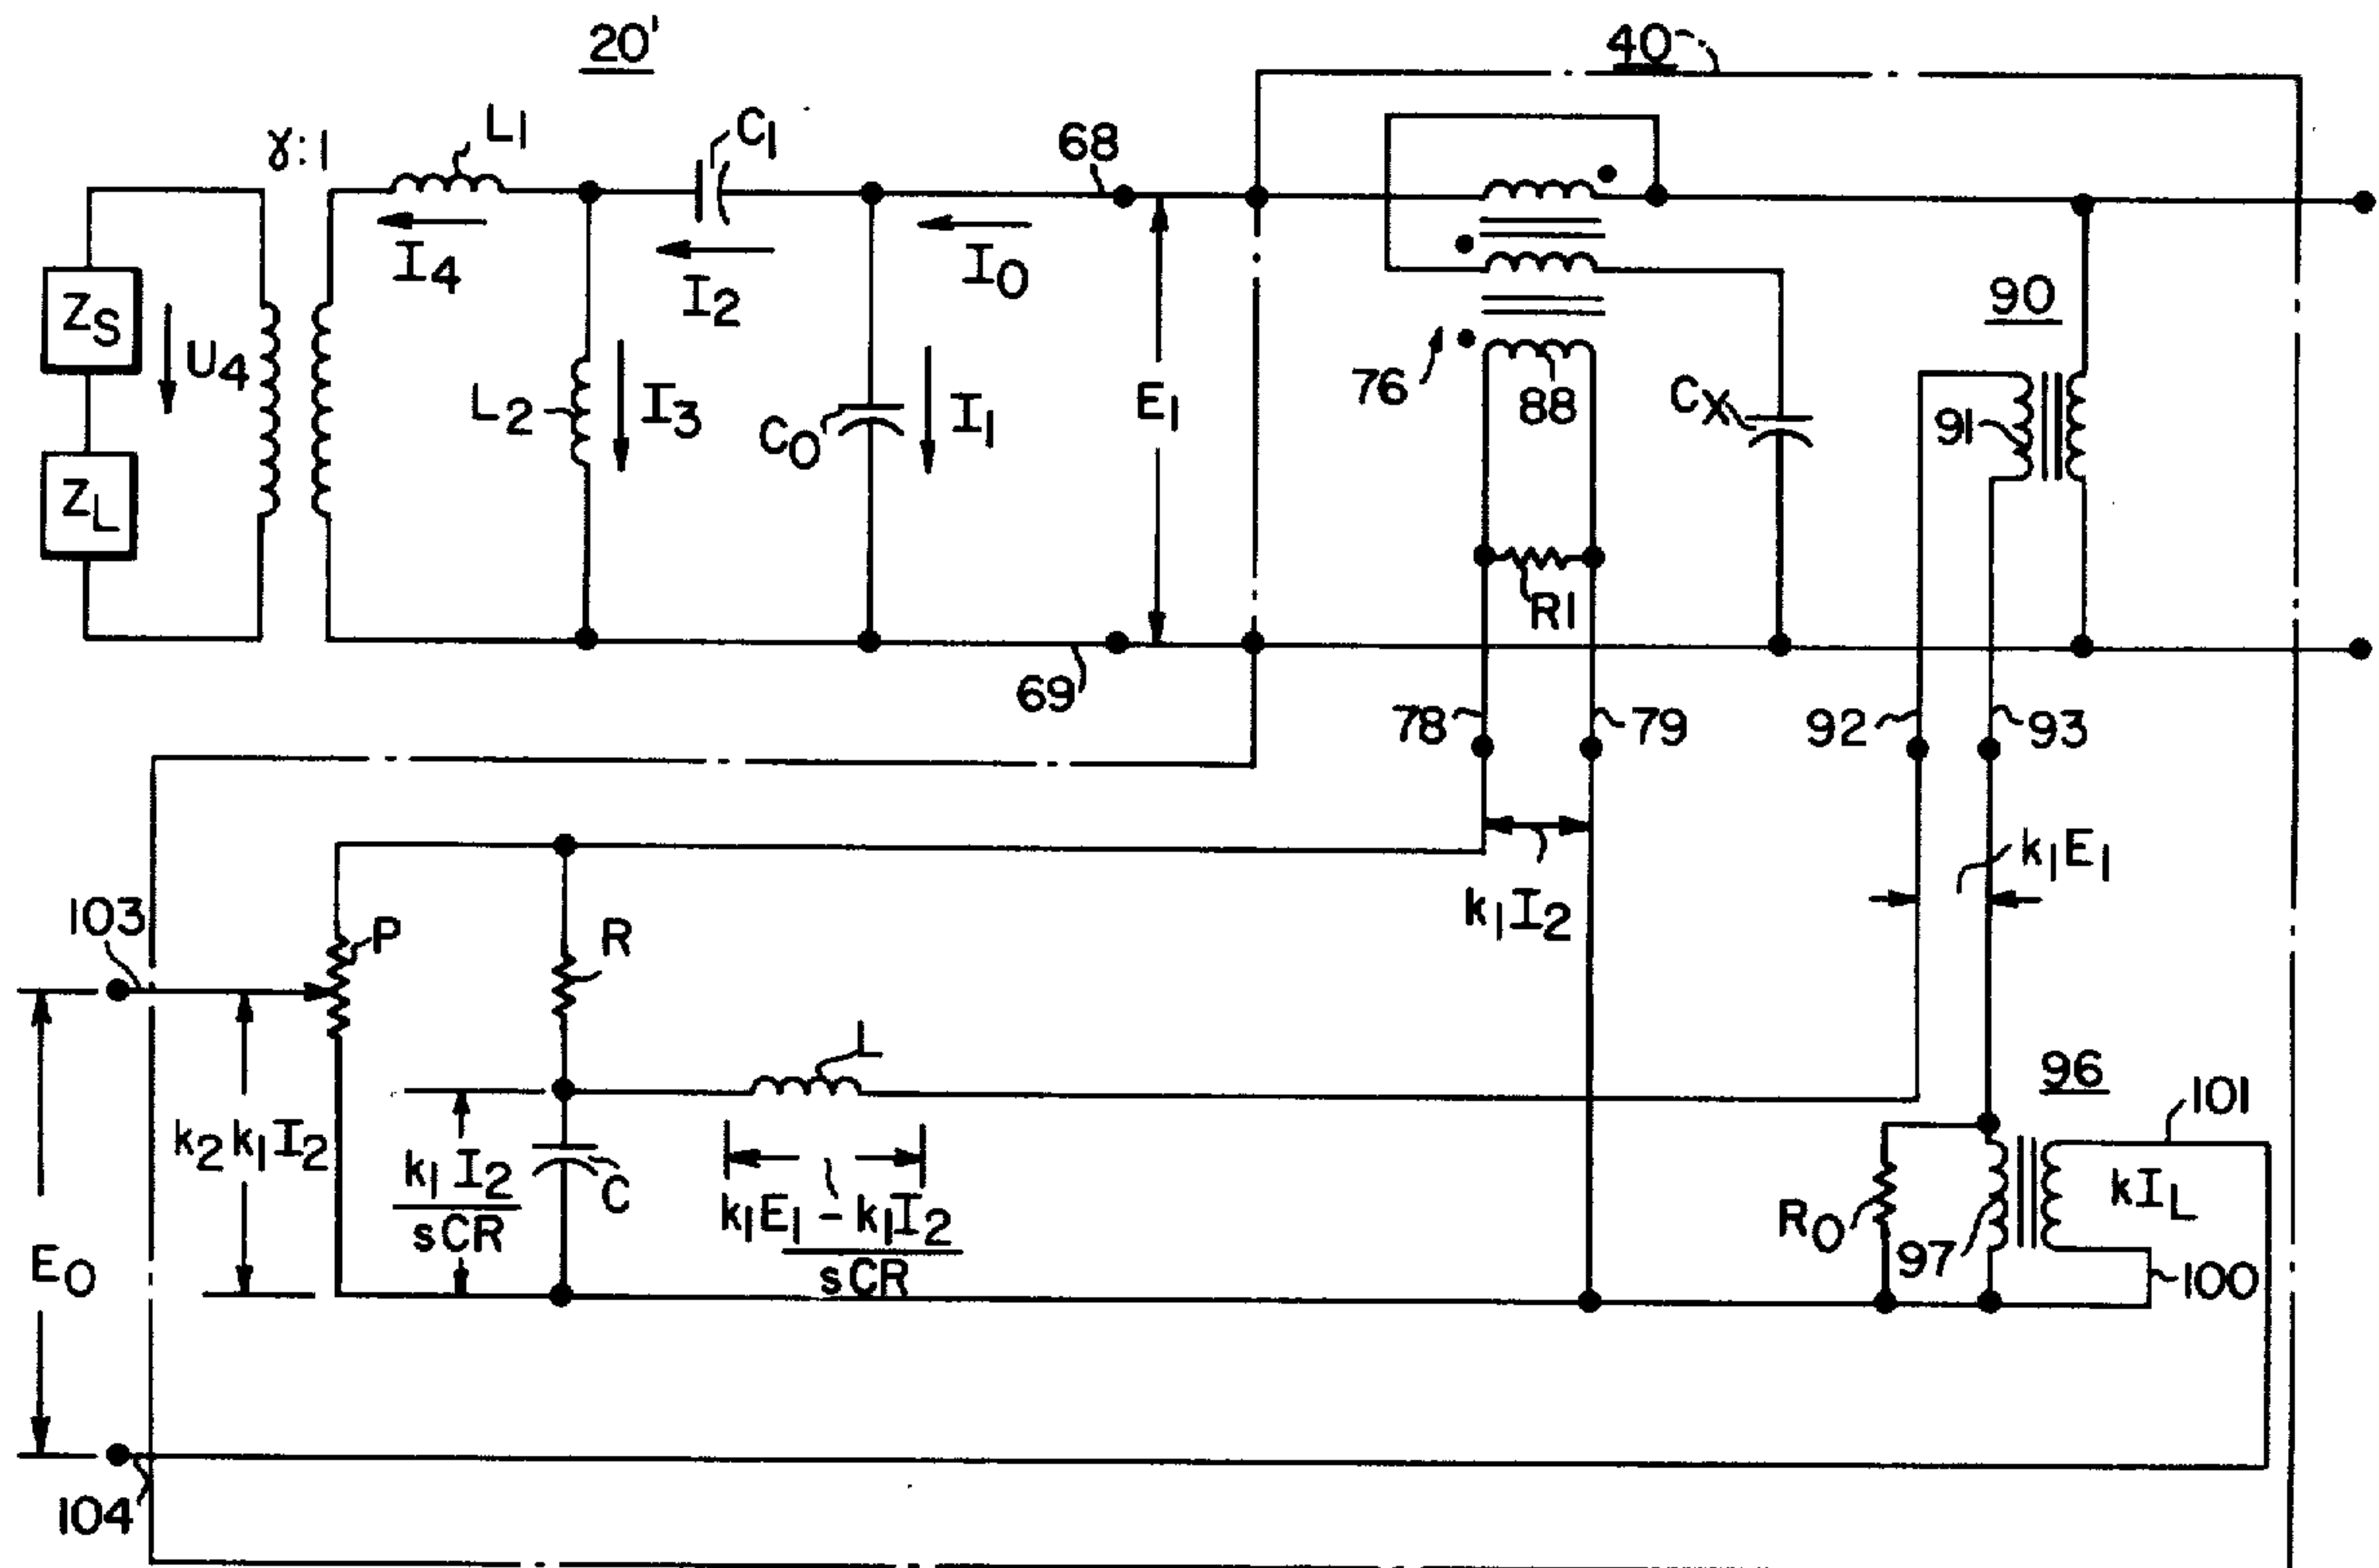 20'
40
γ:1
L1
C1
68
I4
I2
I0
ZS
U4
ZL
L2
I3
C0
I1
E1
76
88
CX
90
91
R1
69
78
79
92
93
k1E1
k1I2
103
P
R
L
96
101
k2k1I2
k1I2
sCR
C
k1E1 - k1I2
sCR
R0
97
kIL
100
E0
104